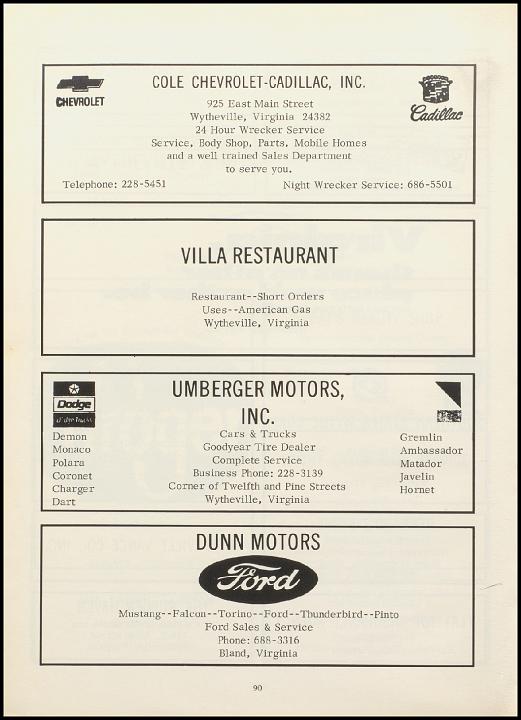 COLE CHEVROLET-CADILLAC, INC.
CHEVROLET
Cadillac
925 East Main Street
Wytheville, Virginia 24382
24 Hour Wrecker Service
Service, Body Shop, Parts, Mobile Homes
and a well trained Sales Department
to serve you.
Telephone: 228-5451
Night Wrecker Service: 686-5501
VILLA RESTAURANT
Restaurant--Short Orders
Uses--American Gas
Wytheville, Virginia
UMBERGER MOTORS,
INC.
Dodge
Dodge Trucks
Demon
Monaco
Polara
Coronet
Charger
Dart
Cars & Trucks
Goodyear Tire Dealer
Complete Service
Business Phone: 228-3139
Corner of Twelfth and Pine Streets
Wytheville, Virginia
Gremlin
Ambassador
Matador
Javelin
Hornet
DUNN MOTORS
Ford
Mustang--Falcon--Torino--Ford--Thunderbird--Pinto
Ford Sales & Service
Phone: 688-3316
Bland, Virginia
90